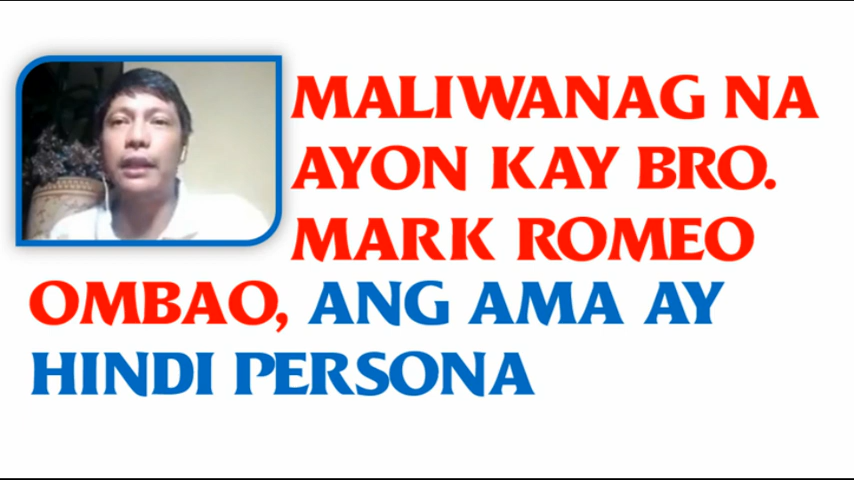 MALIWANAG NA
AYON KAY BRO.
MARK ROMEO
OMBAO, ANG AMA AY
HINDI PERSONA